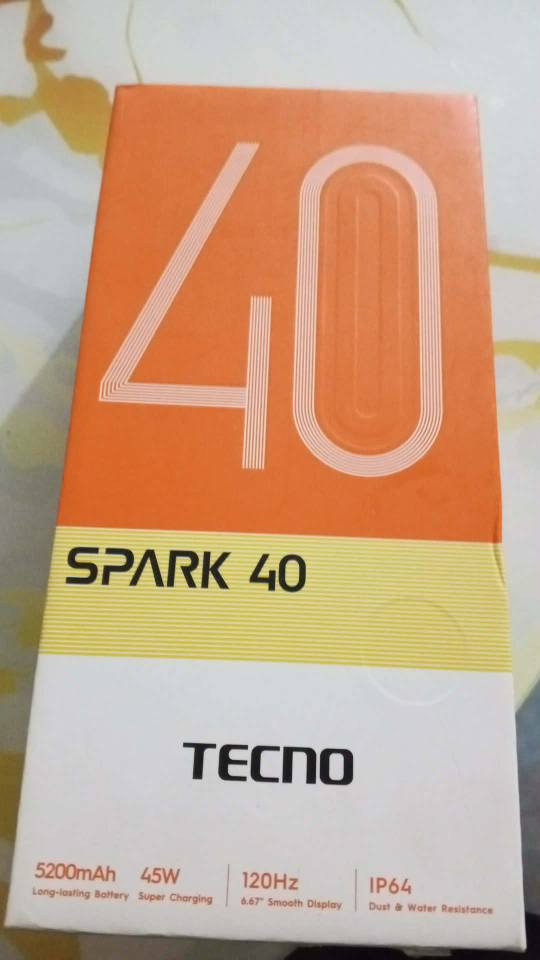 40
SPARK 40
TECNO
5200mAh 45W 120Hz IP64
Long-lasting Battery Super Charging 6.67" Smooth Display Dust & Water Resistance